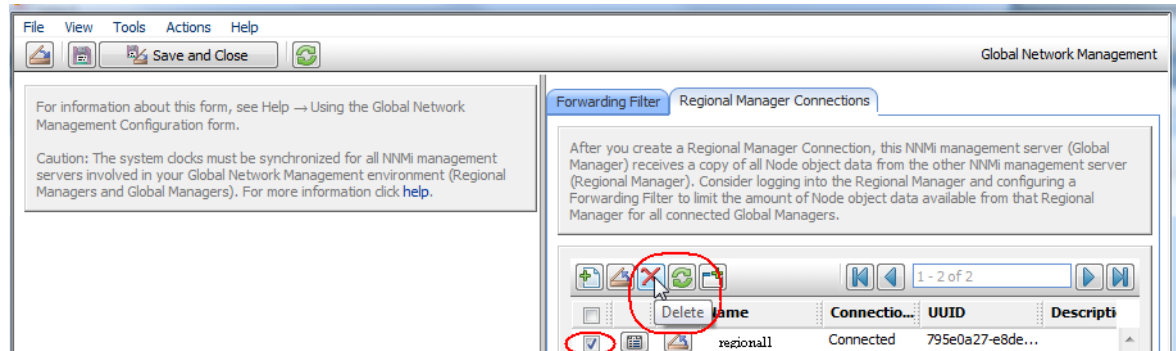 File View Tools Actions Help
Save and Close
Global Network Management
For information about this form, see Help → Using the Global Network
Management Configuration form.
Caution: The system clocks must be synchronized for all NNMi management
servers involved in your Global Network Management environment (Regional
Managers and Global Managers). For more information click help.
Forwarding Filter Regional Manager Connections
After you create a Regional Manager Connection, this NNMi management server (Global
Manager) receives a copy of all Node object data from the other NNMi management server
(Regional Manager). Consider logging into the Regional Manager and configuring a
Forwarding Filter to limit the amount of Node object data available from that Regional
Manager for all connected Global Managers.
1 - 2 of 2
Delete ame Connectio... UUID Descripti
regional1 Connected 795e0a27-e8de...